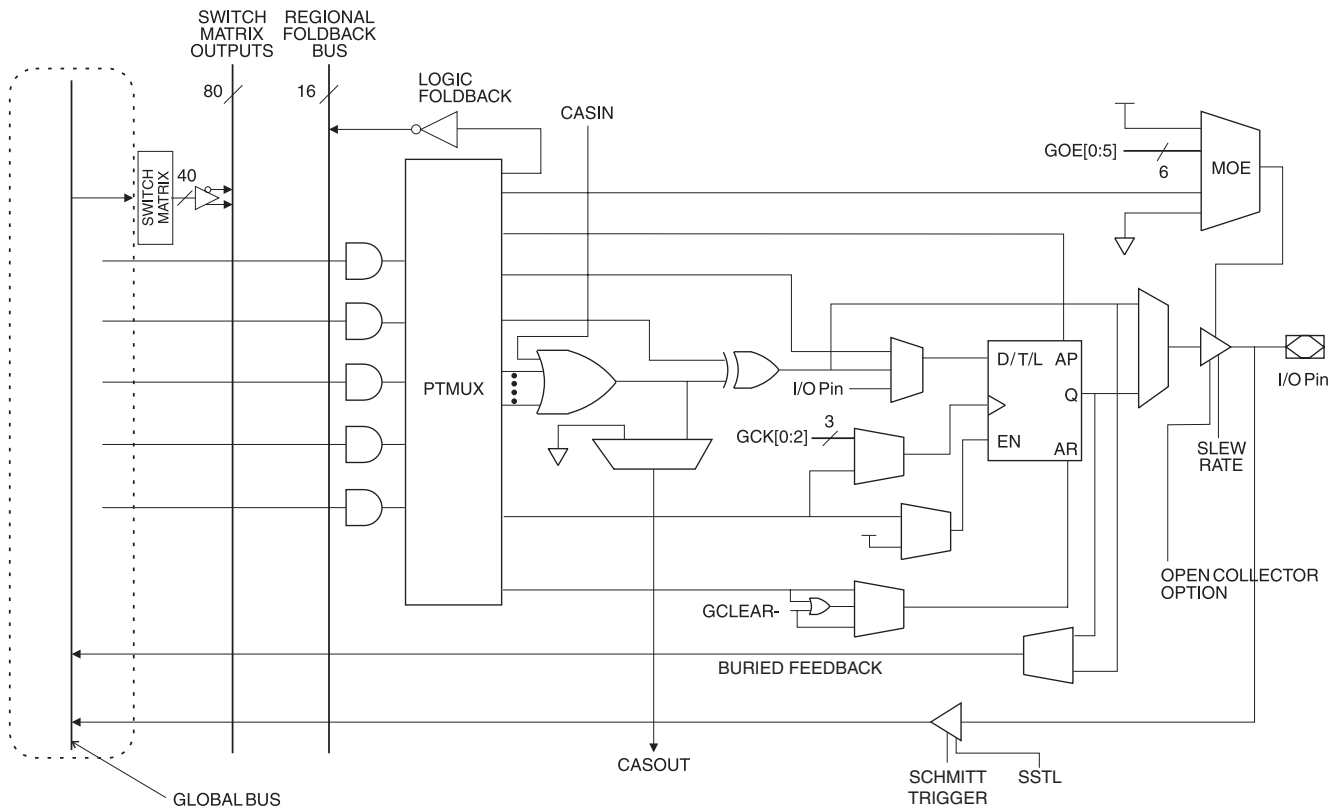 SWITCH
MATRIX
OUTPUTS
REGIONAL
FOLDBACK
BUS
80
16
LOGIC
FOLDBACK
CASIN
GOE[0:5]
6
MOE
SWITCH
MATRIX
40
PTMUX
D/T/L
AP
Q
EN
AR
I/O Pin
I/O Pin
GCK[0:2]
3
SLEW
RATE
OPEN COLLECTOR
OPTION
GCLEAR-
BURIED FEEDBACK
CASOUT
SCHMITT
TRIGGER
SSTL
GLOBAL BUS